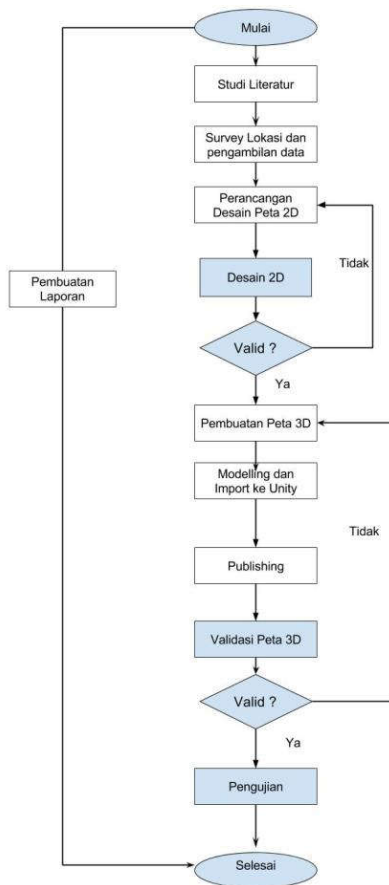 Mulai
Studi Literatur
Survey Lokasi dan
pengambilan data
Perancangan
Desain Peta 2D
Tidak
Pembuatan
Laporan
Desain 2D
Valid ?
Ya
Pembuatan Peta 3D
Modelling dan
Import ke Unity
Tidak
Publishing
Validasi Peta 3D
Valid ?
Ya
Pengujian
Selesai